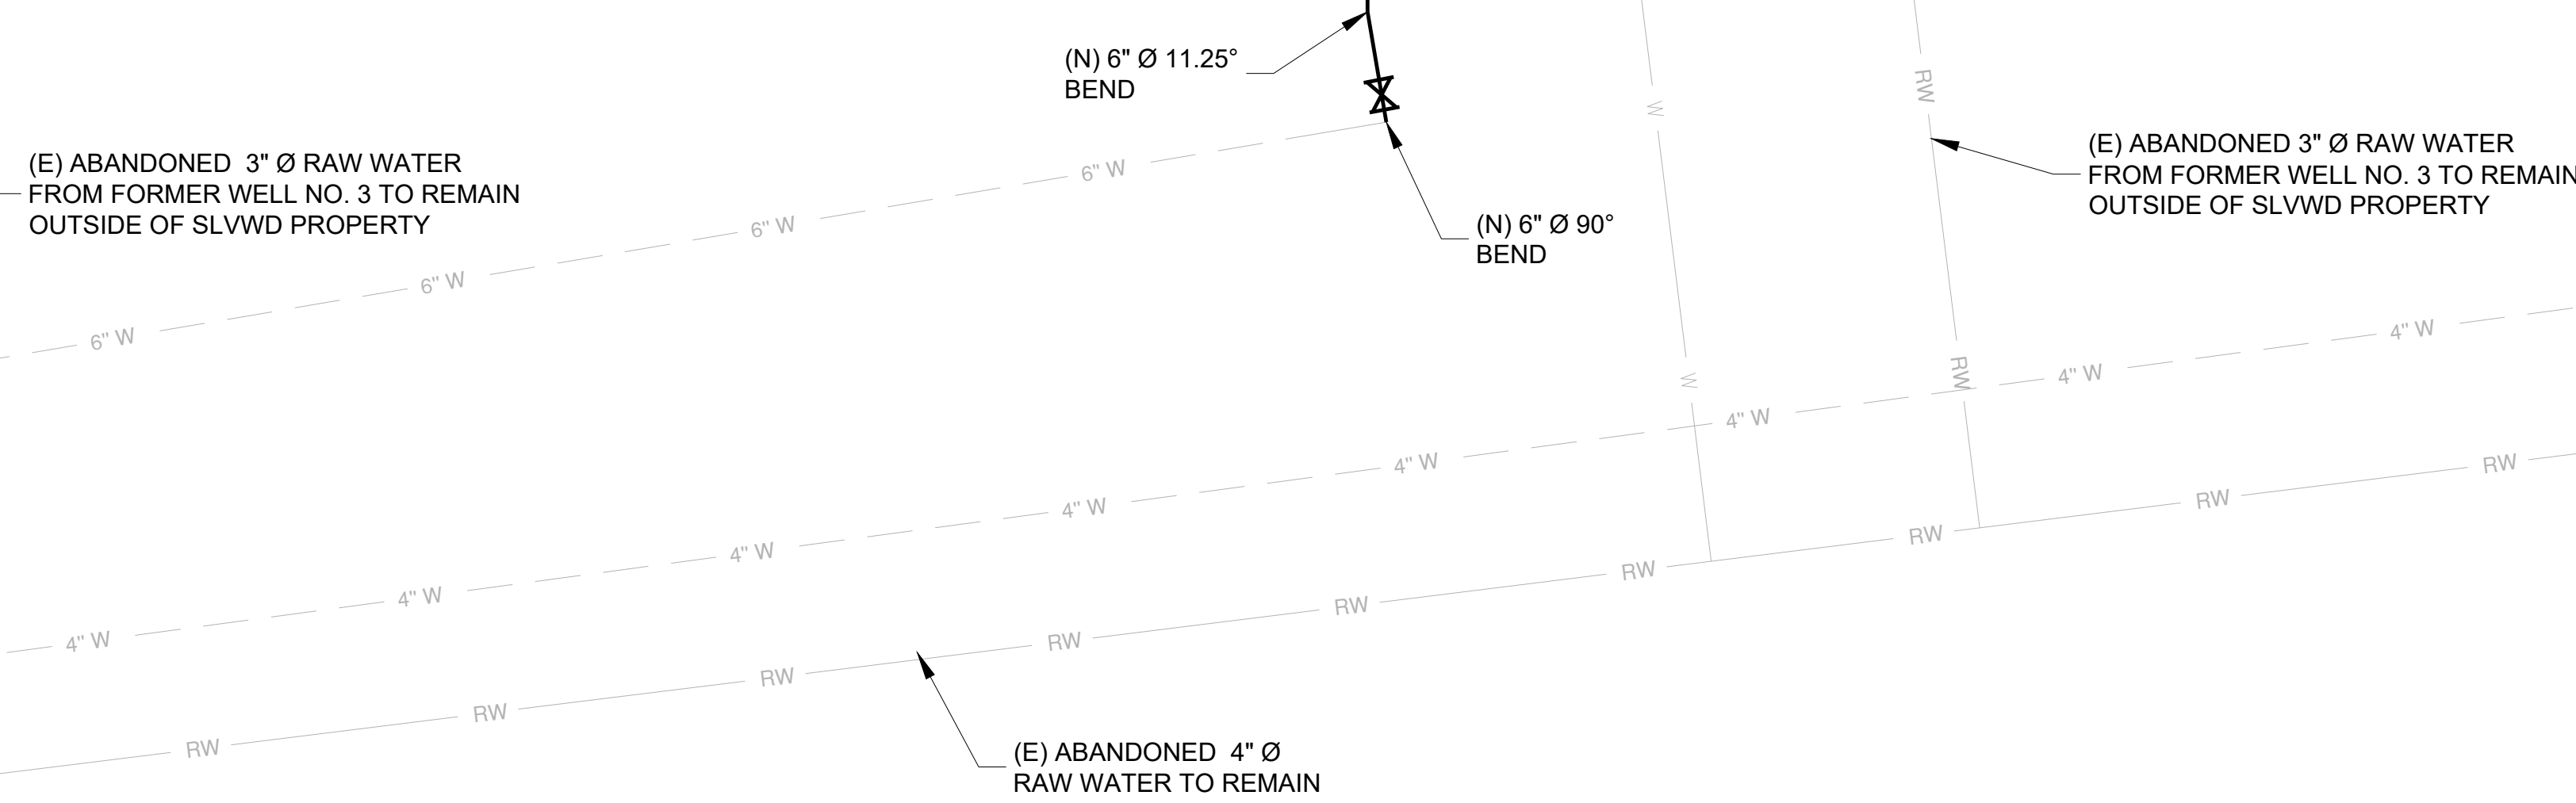 (N) 6" Ø 11.25°
BEND
(E) ABANDONED  3" Ø RAW WATER
FROM FORMER WELL NO. 3 TO REMAIN
OUTSIDE OF SLVWD PROPERTY
(E) ABANDONED 3" Ø RAW WATER
FROM FORMER WELL NO. 3 TO REMAIN
OUTSIDE OF SLVWD PROPERTY
(N) 6" Ø 90°
BEND
6" W
6" W
6" W
6" W
W
W
RW
RW
4" W
4" W
4" W
4" W
4" W
4" W
4" W
4" W
RW
RW
RW
RW
RW
RW
RW
RW
RW
(E) ABANDONED  4" Ø
RAW WATER TO REMAIN